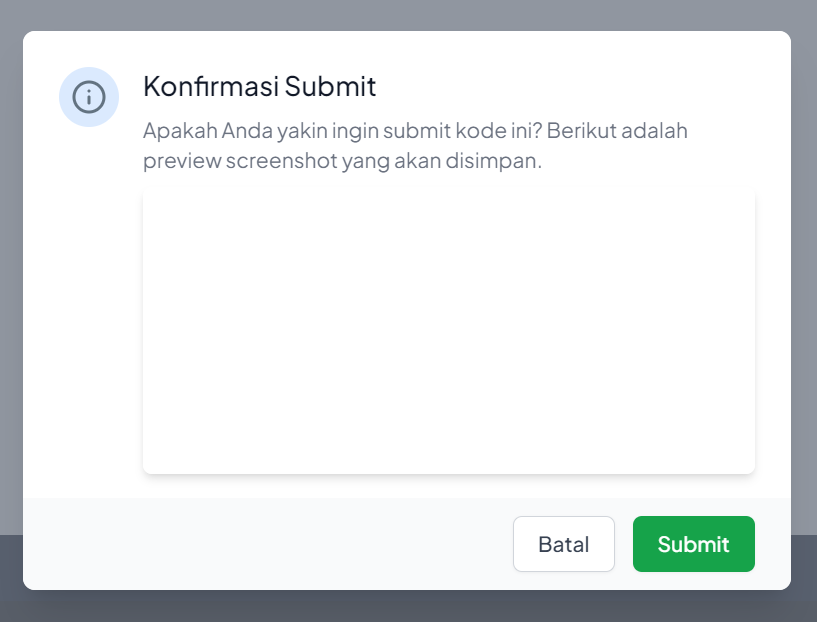 Konfirmasi Submit
Apakah Anda yakin ingin submit kode ini? Berikut adalah
preview screenshot yang akan disimpan.
Batal
Submit